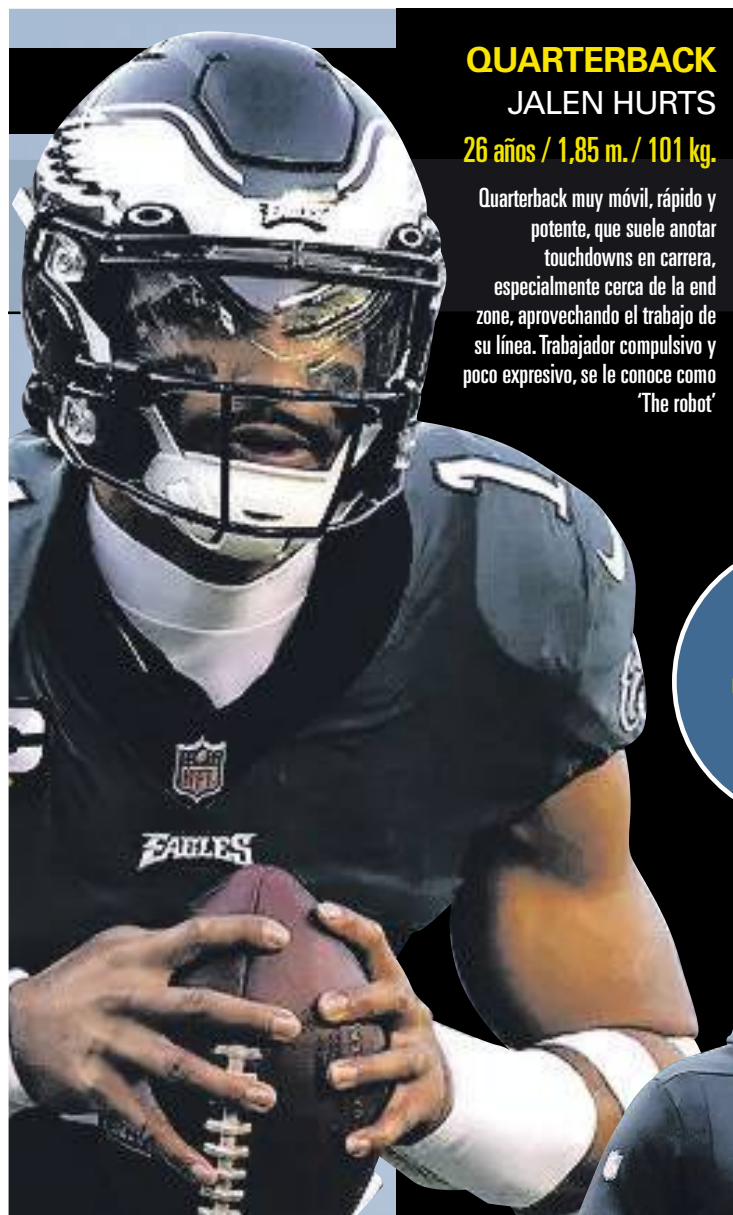 QUARTERBACK
JALEN HURTS
26 años / 1,85 m. / 101 kg.
Quarterback muy móvil, rápido y
potente, que suele anotar
touchdowns en carrera,
especialmente cerca de la end
zone, aprovechando el trabajo de
su línea. Trabajador compulsivo y
poco expresivo, se le conoce como
‘The robot’
1
C
NFL
EAGLES